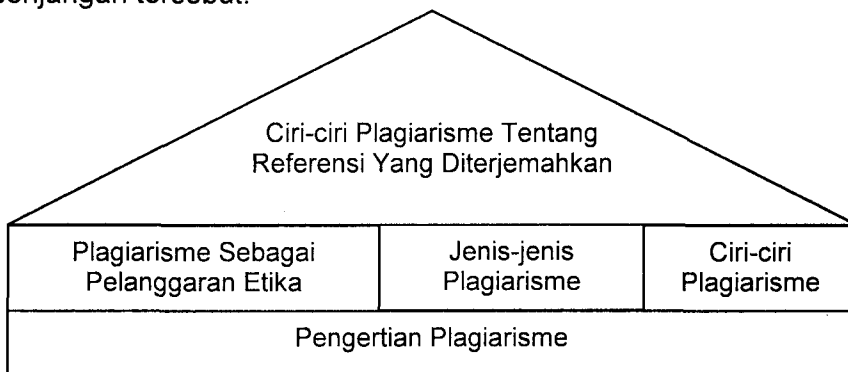 tersebut.
Ciri-ciri Plagiarisme Tentang
Referensi Yang Diterjemahkan
Plagiarisme Sebagai
Pelanggaran Etika
Jenis-jenis
Plagiarisme
Ciri-ciri
Plagiarisme
Pengertian Plagiarisme